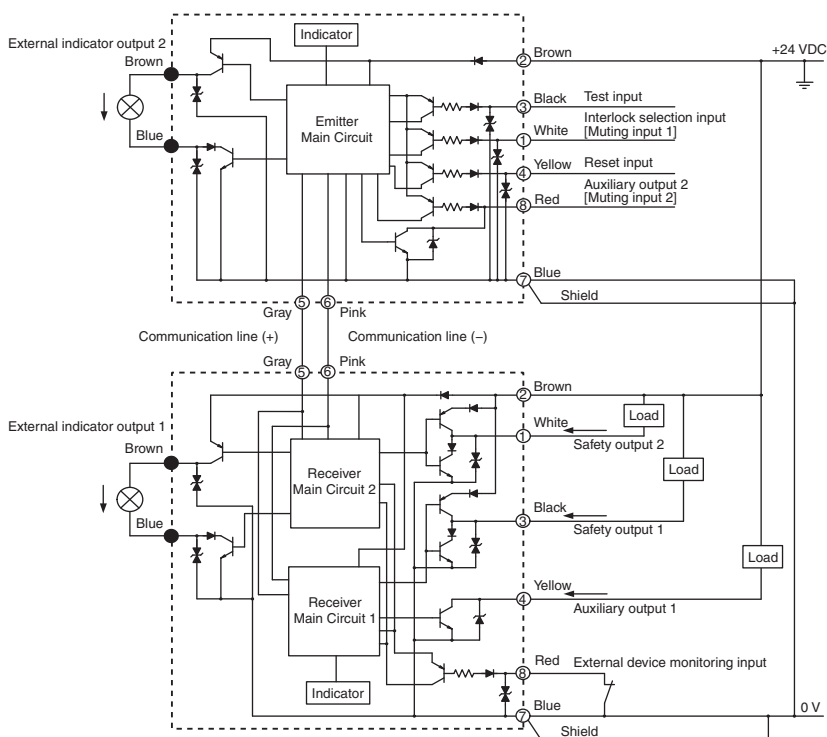 External indicator output 2
Brown
Blue
Indicator
Emitter
Main Circuit
② Brown
+24 VDC
③ Black Test input
Interlock selection input
① White [Muting input 1]
④ Yellow Reset input
Auxiliary output 2
⑧ Red [Muting input 2]
⑦ Blue
Shield
⑤ ⑥
Gray Pink
Communication line (+) Communication line (−)
Gray Pink
⑤ ⑥
External indicator output 1
Brown
Blue
Receiver
Main Circuit 2
Receiver
Main Circuit 1
Indicator
② Brown
Load
① White
Safety output 2
Load
③ Black
Safety output 1
Load
④ Yellow
Auxiliary output 1
⑧ Red External device monitoring input
⑦ Blue
0 V
Shield